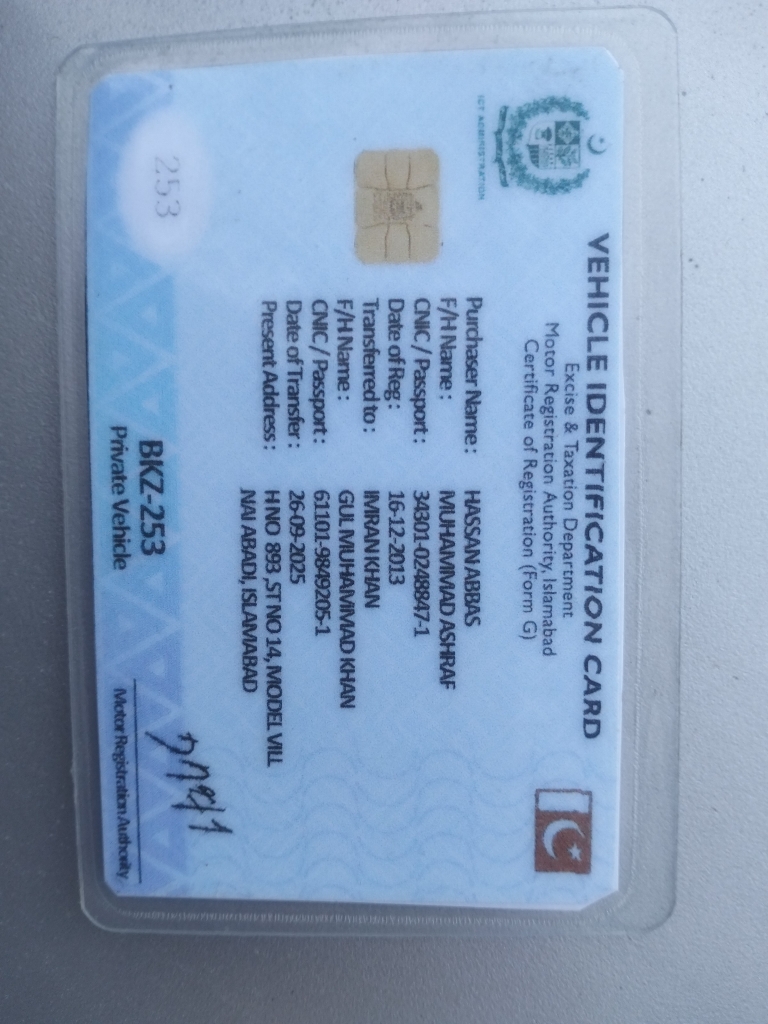 ICT ADMINISTRATION
VEHICLE IDENTIFICATION CARD
Excise & Taxation Department
Motor Registration Authority, Islamabad
Certificate of Registration (Form G)
Purchaser Name : HASSAN ABBAS
F/H Name : MUHAMMAD ASHRAF
CNIC / Passport : 34301-0248847-1
Date of Reg : 16-12-2013
Transferred to : IMRAN KHAN
F/H Name : GUL MUHAMMAD KHAN
CNIC / Passport : 61101-9849205-1
Date of Transfer : 26-09-2025
Present Address : H NO 893 ,ST NO 14, MODEL VILL
NAI ABADI, ISLAMABAD
253
BKZ-253
Private Vehicle
Motor Registration Authority